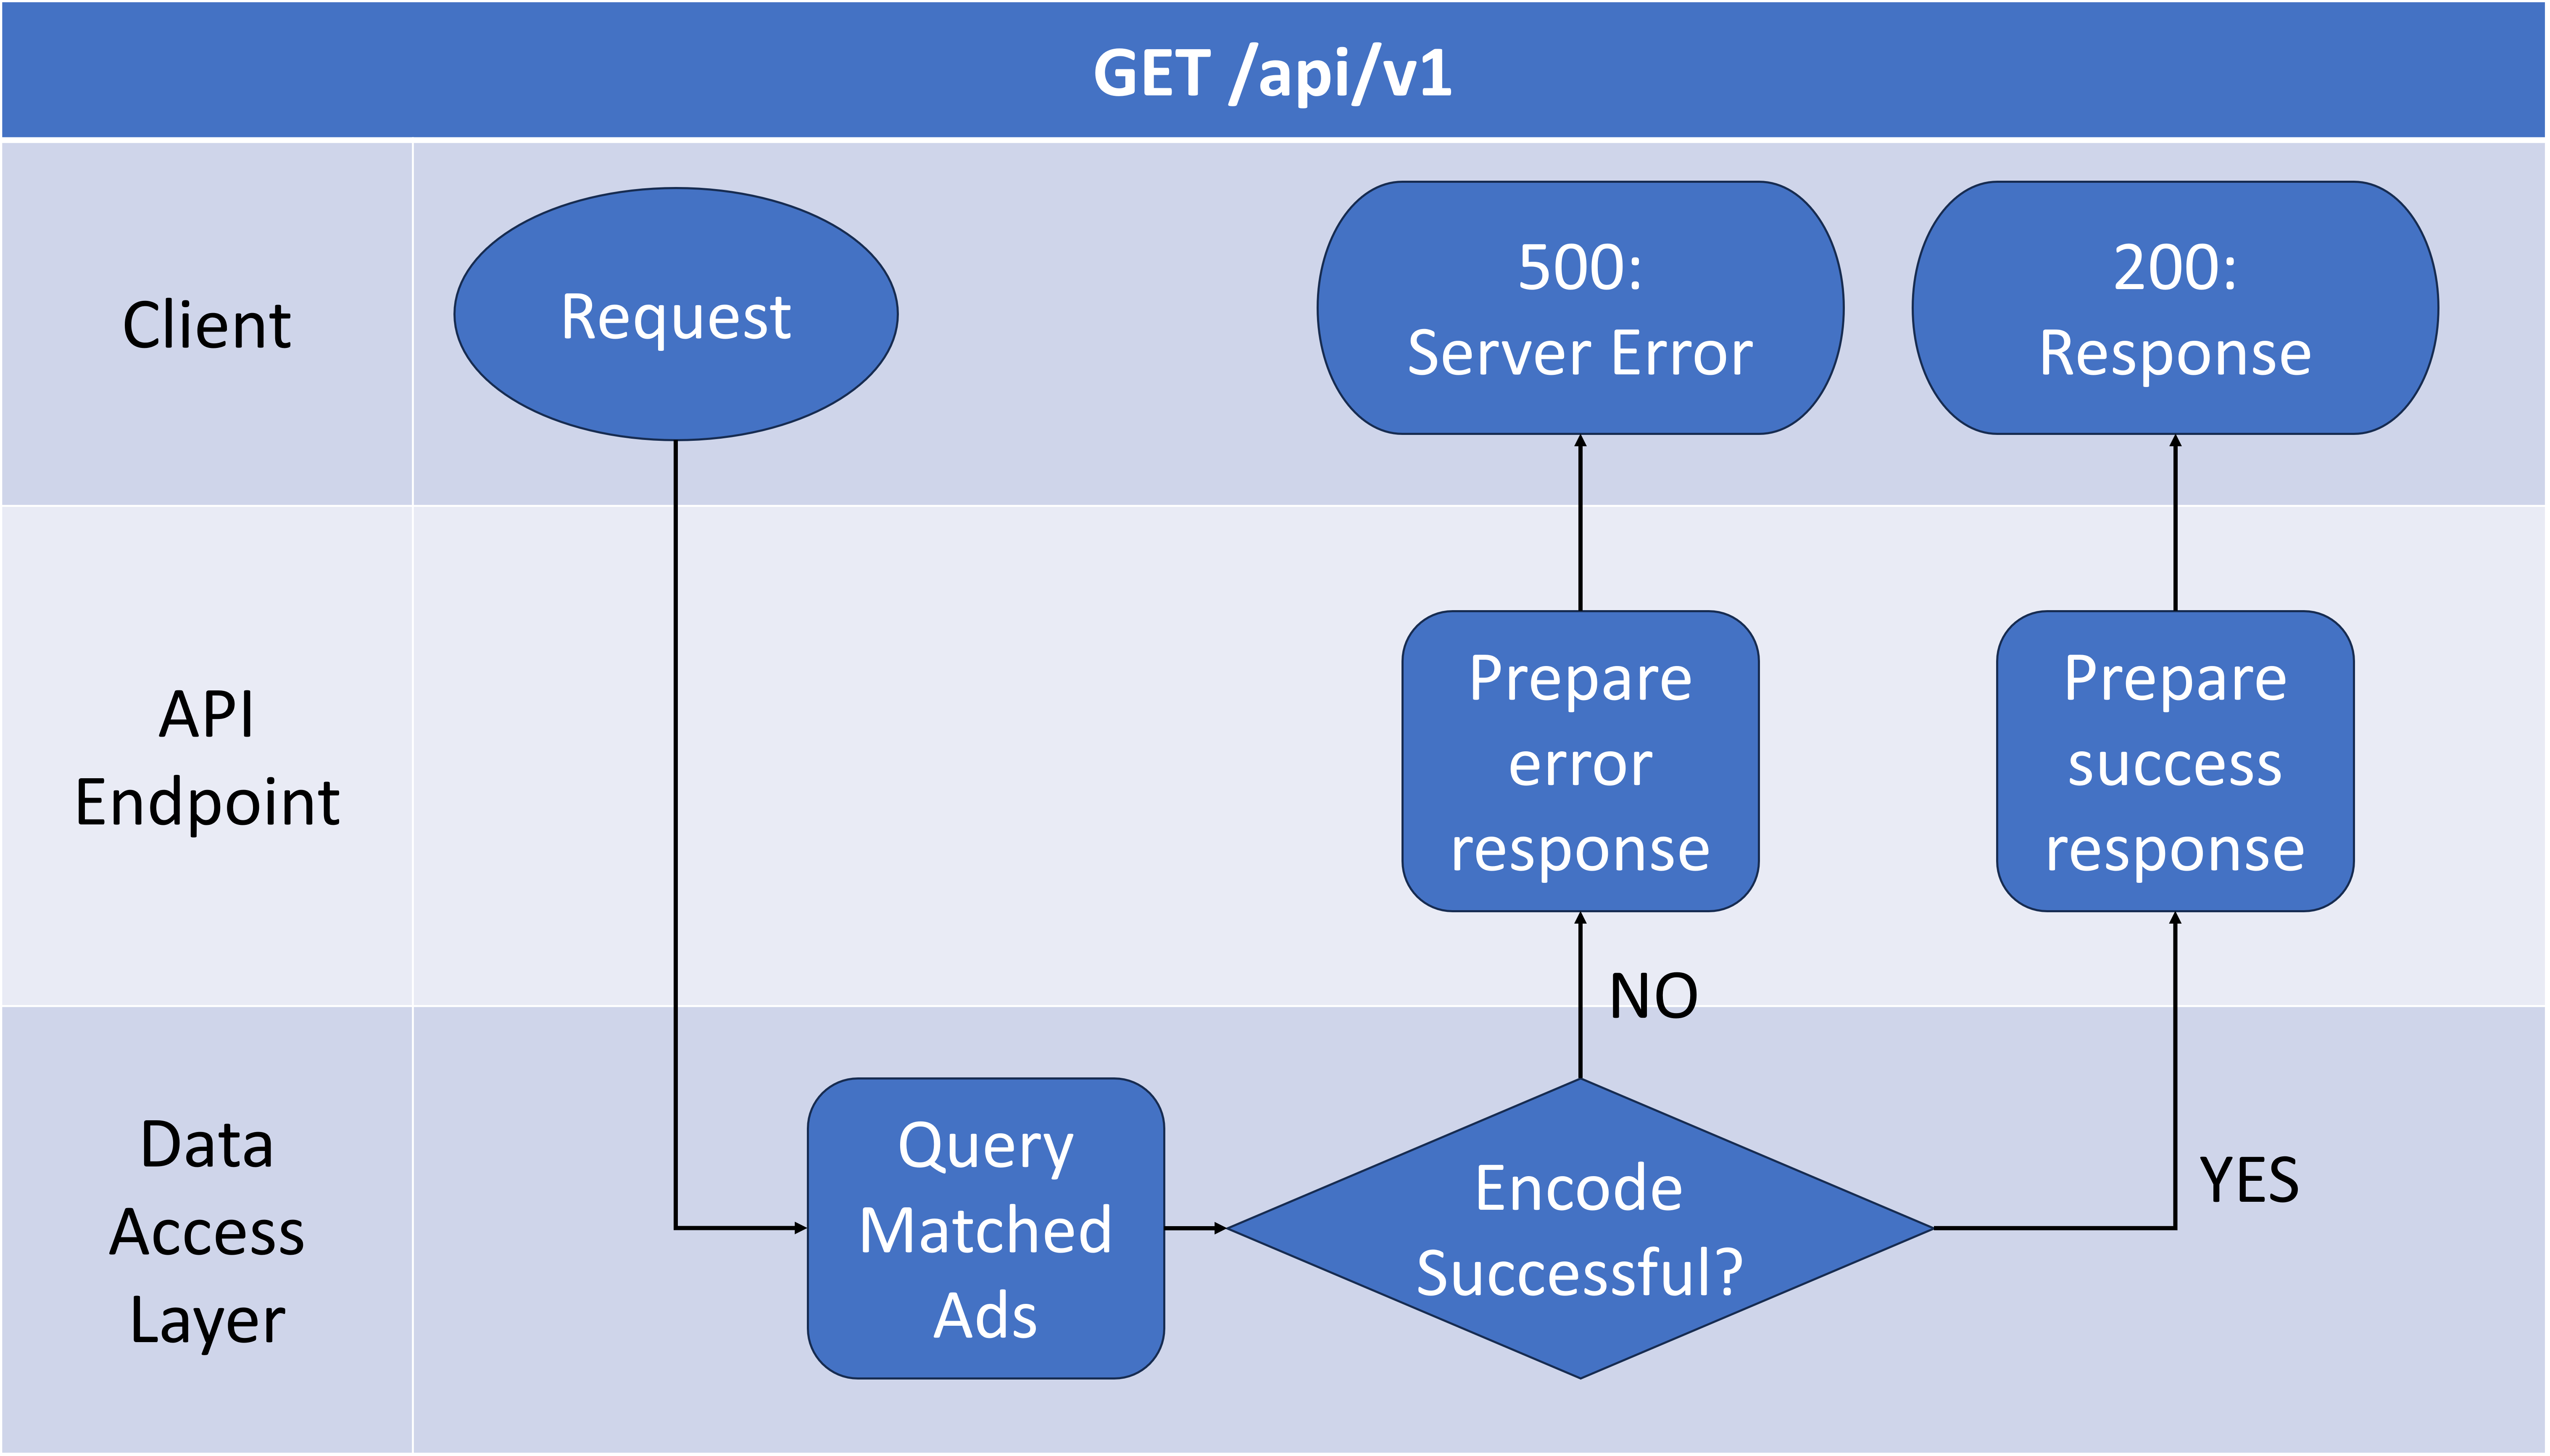 GET /api/v1
Client
Request
500:
Server Error
200:
Response
API
Endpoint
Prepare
error
response
Prepare
success
response
NO
Data
Access
Layer
Query
Matched
Ads
Encode
Successful?
YES